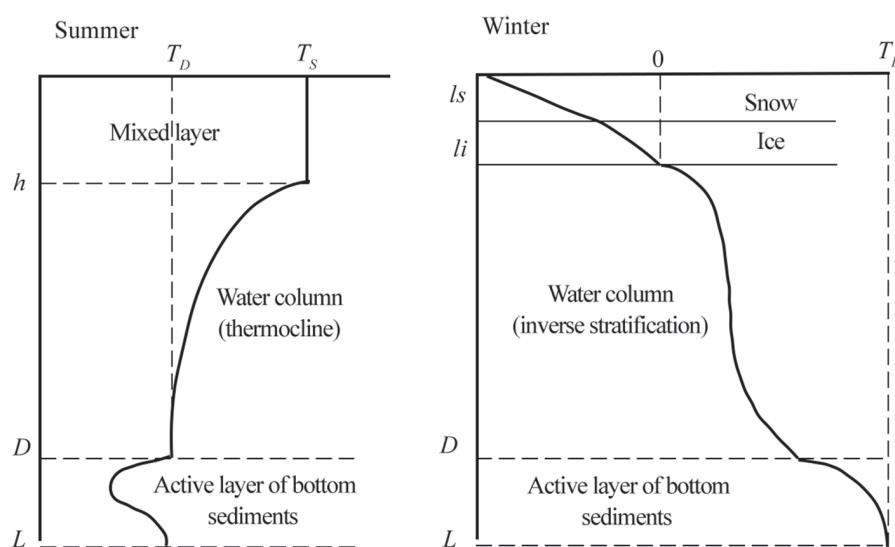 Summer
T_D
T_S
Mixed layer
h
Water column
(thermocline)
D
Active layer of bottom
sediments
L
Winter
0
ls
Snow
li
Ice
Water column
(inverse stratification)
D
Active layer of bottom
sediments
L